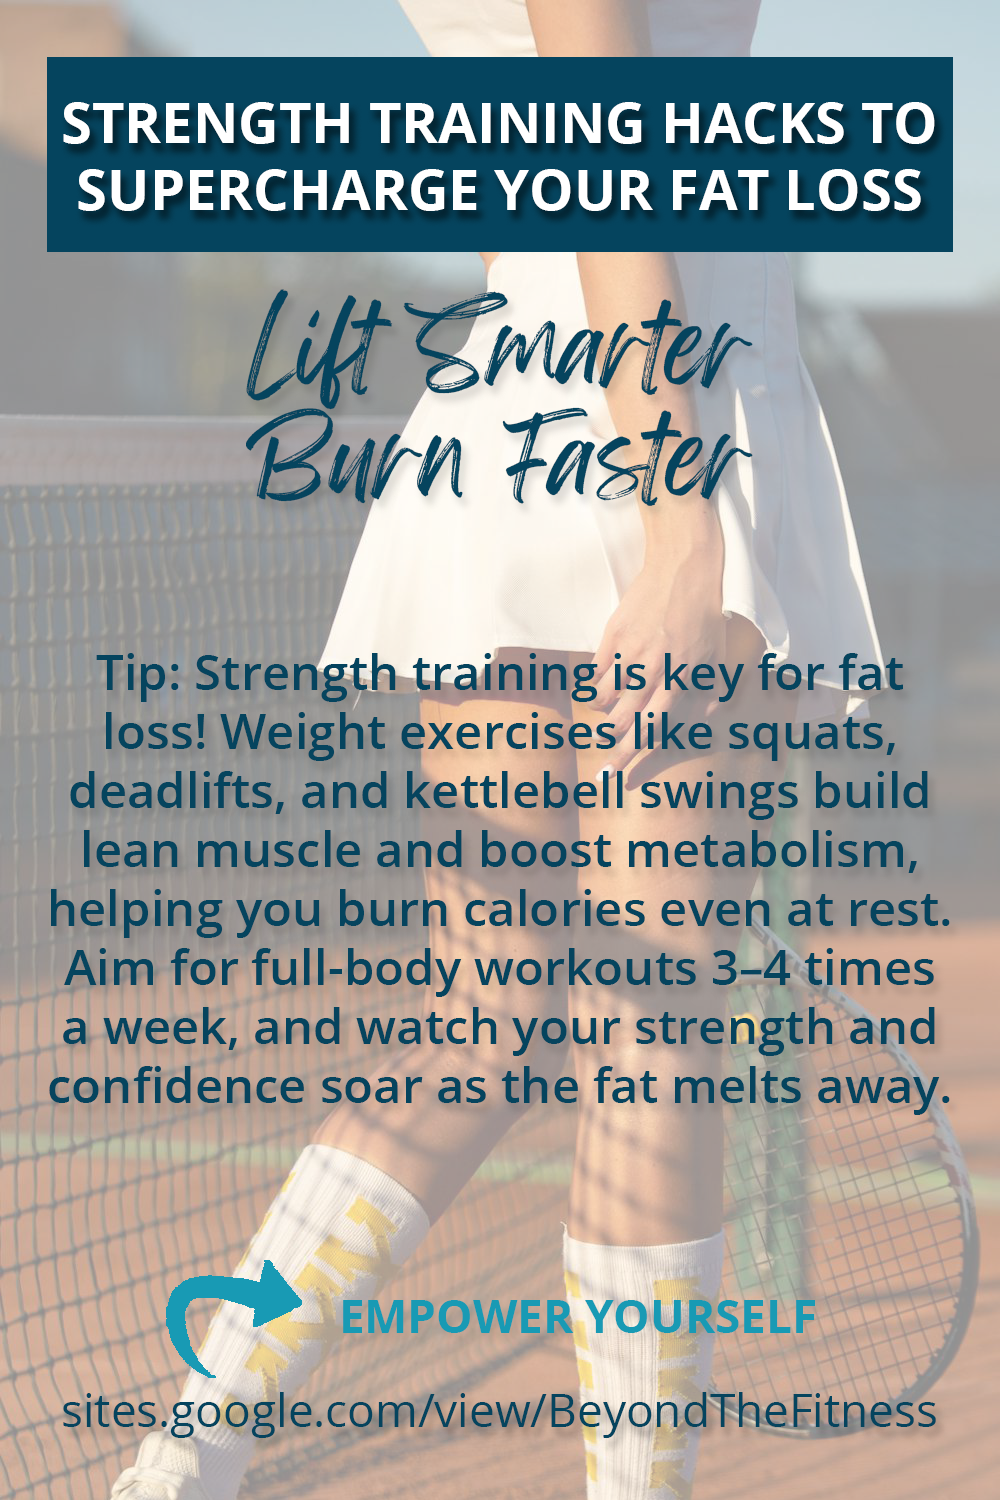 STRENGTH TRAINING HACKS TO
SUPERCHARGE YOUR FAT LOSS
Lift Smarter
Burn Faster
Tip: Strength training is key for fat
loss! Weight exercises like squats,
deadlifts, and kettlebell swings build
lean muscle and boost metabolism,
helping you burn calories even at rest.
Aim for full-body workouts 3–4 times
a week, and watch your strength and
confidence soar as the fat melts away.
EMPOWER YOURSELF
sites.google.com/view/BeyondTheFitness